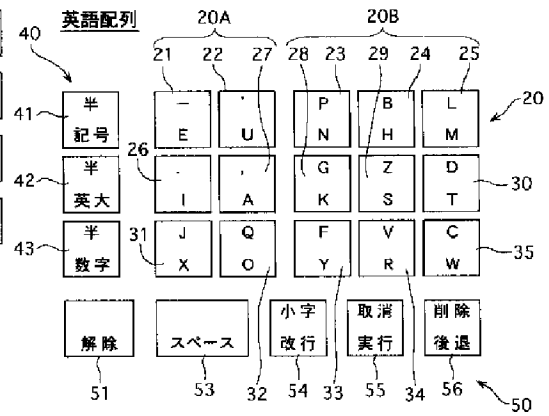 英語配列
20A 20B
40 21 22 27 28 23 29 24 25
20
半 一 ' P B L
記号 E U N H M
41
26
半 . , G Z D
英大 I A K S T
42 30
半 J Q F V C
数字 X O Y R W
43 31 35
解除 スペース 小字 取消 削除
改行 実行 後退
51 53 32 54 33 55 34 56 50